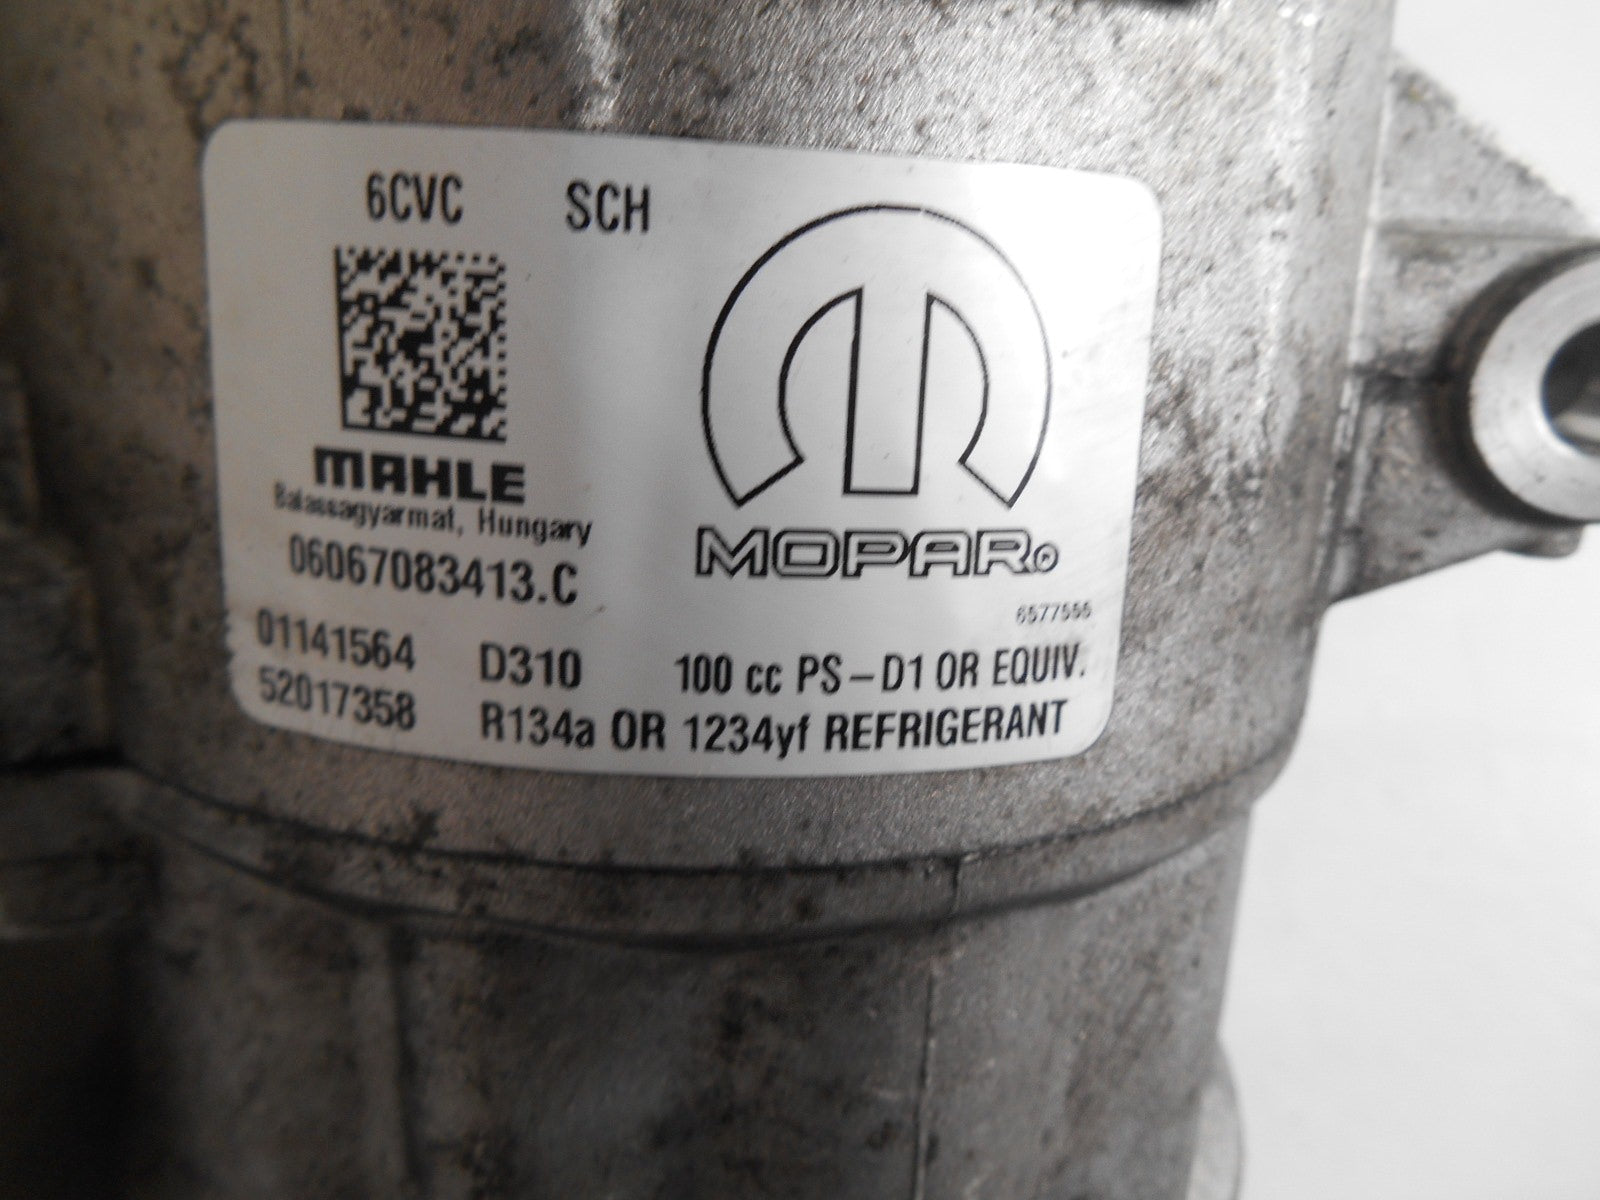 6CVC SCH
MAHLE
Balassagyarmat, Hungary
06067083413.C
MOPAR®
6577555
01141564 D310 100 cc PS-D1 OR EQUIV.
52017358 R134a OR 1234yf REFRIGERANT